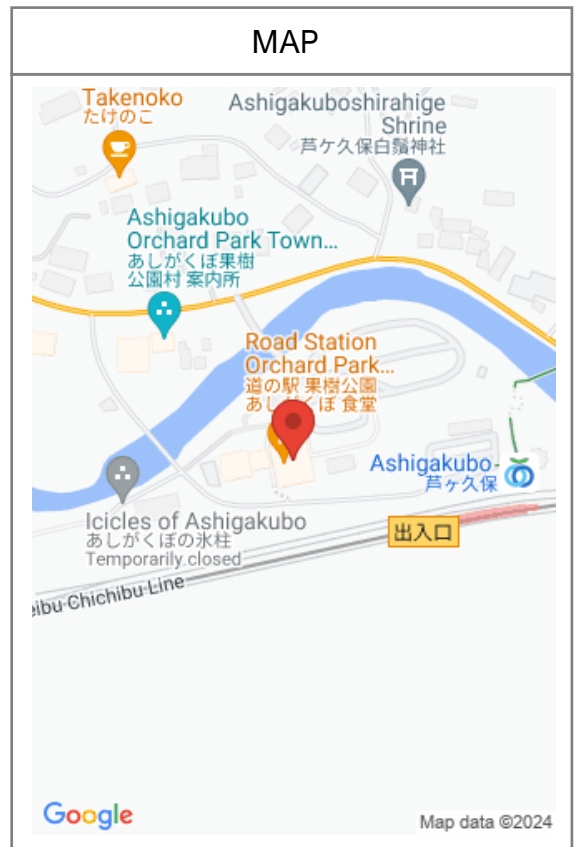 MAP
Takenoko
たけのこ
Ashigakuboshirahige
Shrine
芦ケ久保白鬚神社
Ashigakubo
Orchard Park Town...
あしがくぼ果樹
公園村 案内所
Road Station
Orchard Park...
道の駅 果樹公園
あしがくぼ 食堂
Ashigakubo
芦ヶ久保
Icicles of Ashigakubo
あしがくぼの氷柱
Temporarily closed
出入口
eibu Chichibu Line
Google
Map data ©2024